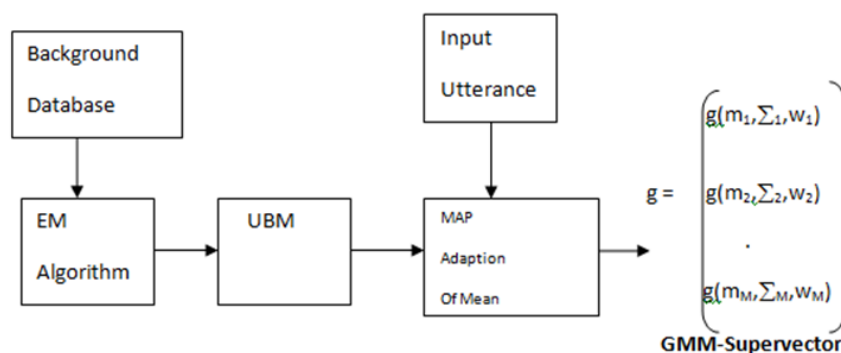 Background
Database
Input
Utterance
EM
Algorithm
UBM
MAP
Adaption
Of Mean
g =
g(m₁,∑₁,w₁)
g(m₂,∑₂,w₂)
.
g(m_M,∑_M,w_M)
GMM-Supervector